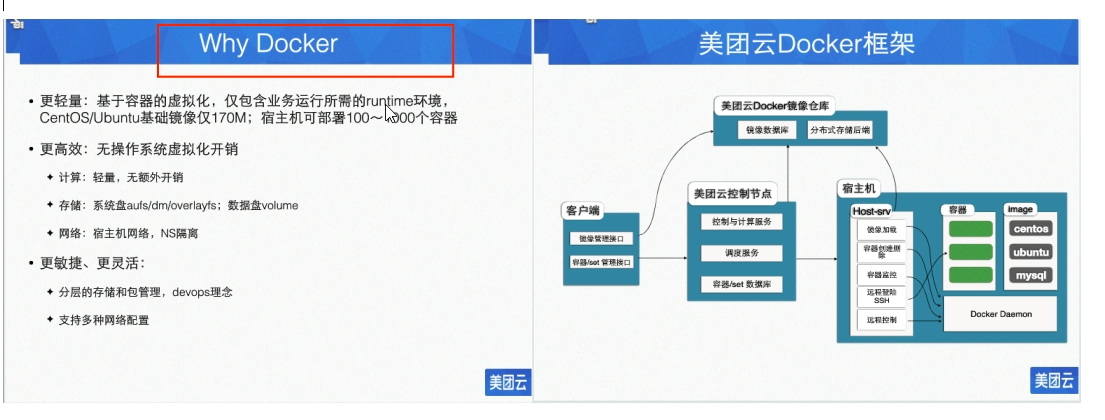 Why Docker
• 更轻量：基于容器的虚拟化，仅包含业务运行所需的runtime环境，
CentOS/Ubuntu基础镜像仅170M；宿主机可部署100～1000个容器
• 更高效：无操作系统虚拟化开销
✦ 计算：轻量，无额外开销
✦ 存储：系统盘aufs/dm/overlayfs；数据盘volume
✦ 网络：宿主机网络，NS隔离
• 更敏捷、更灵活：
✦ 分层的存储和包管理，devops理念
✦ 支持多种网络配置
美团云
美团云Docker框架
美团云Docker镜像仓库
镜像数据库
分布式存储后端
客户端
镜像管理接口
容器/set 管理接口
美团云控制节点
控制与计算服务
调度服务
容器/set 数据库
宿主机
Host-srv
镜像加载
容器创建删
除
容器监控
远程登陆
SSH
远程控制
容器
image
centos
ubuntu
mysql
Docker Daemon
美团云